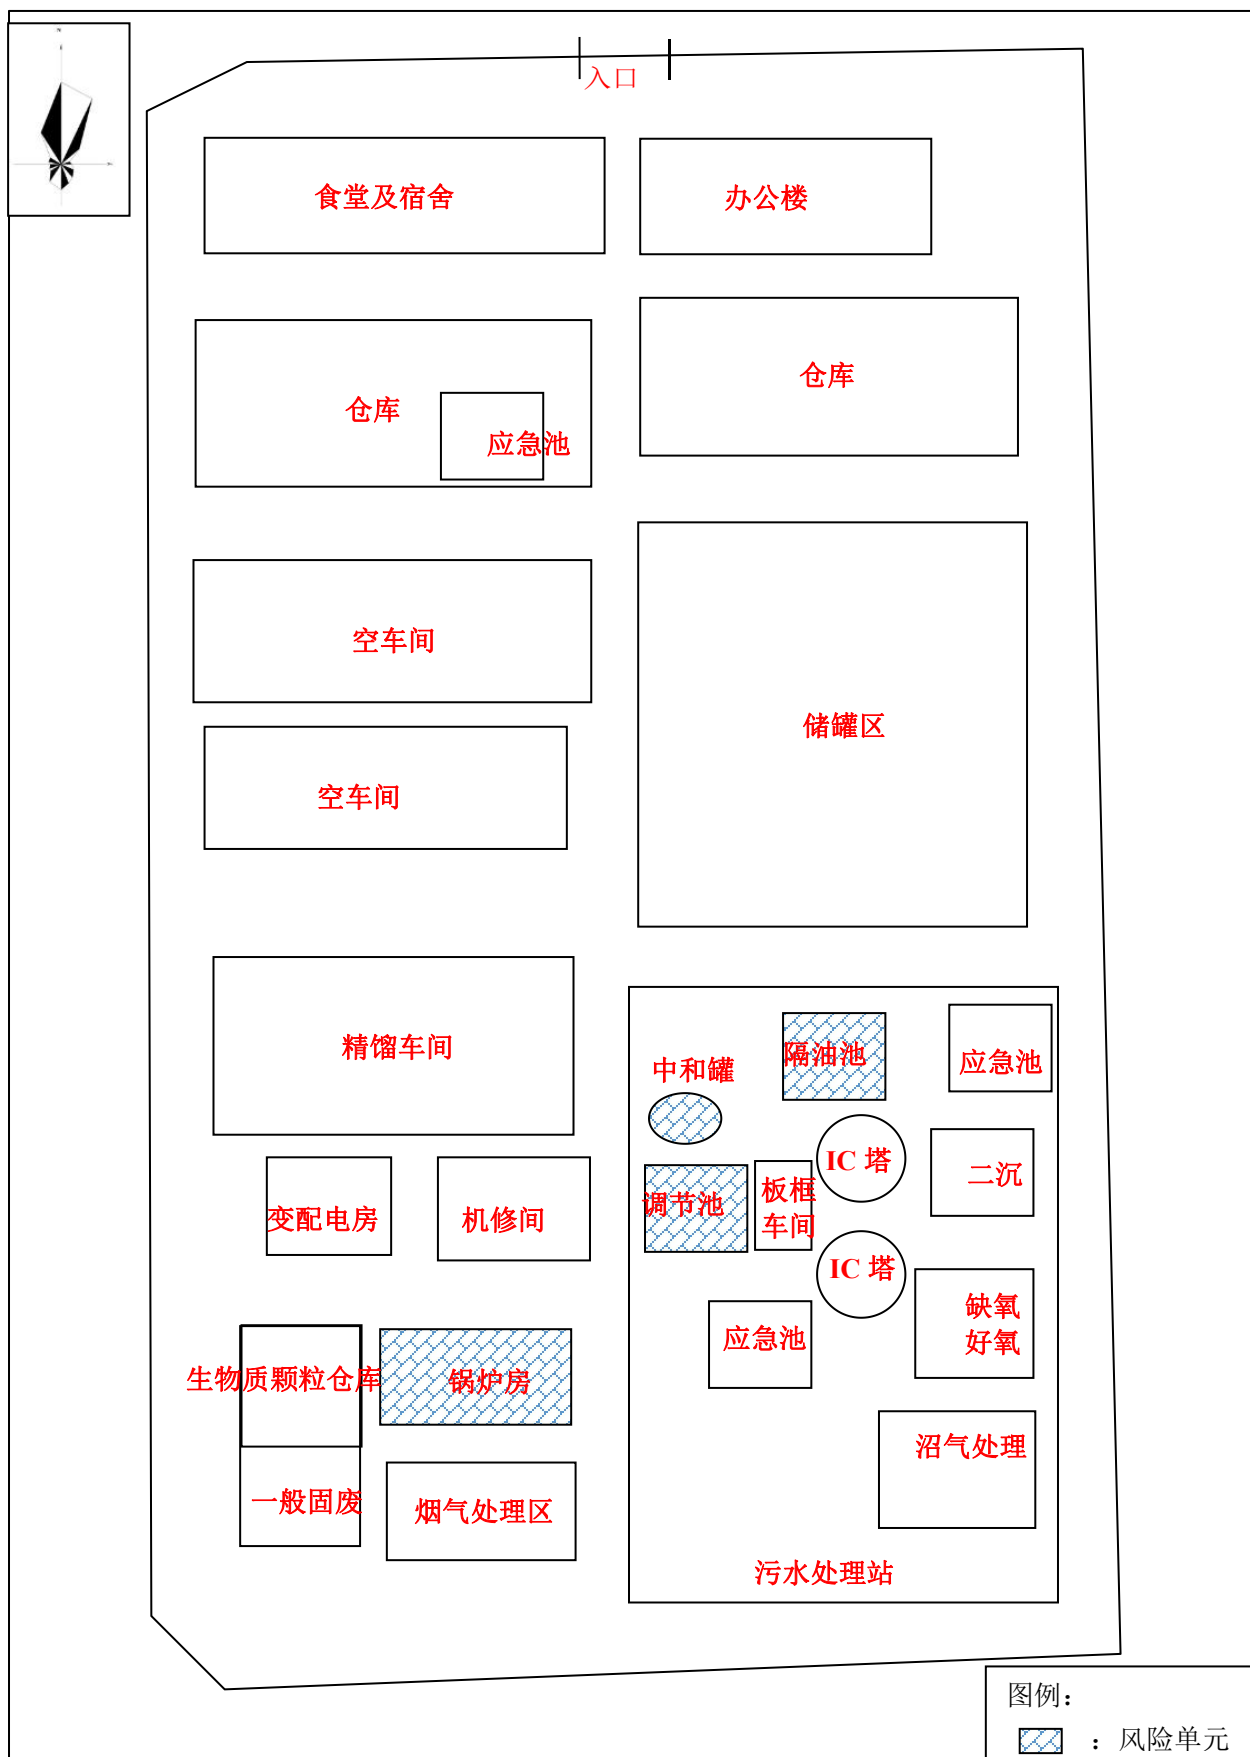 入口
食堂及宿舍
办公楼
仓库
仓库
应急池
空车间
储罐区
空车间
精馏车间
隔油池
应急池
中和罐
IC 塔
二沉
调节池
板框
车间
变配电房
机修间
IC 塔
缺氧
好氧
应急池
生物质颗粒仓库
锅炉房
沼气处理
一般固废
烟气处理区
污水处理站
图例：
：风险单元